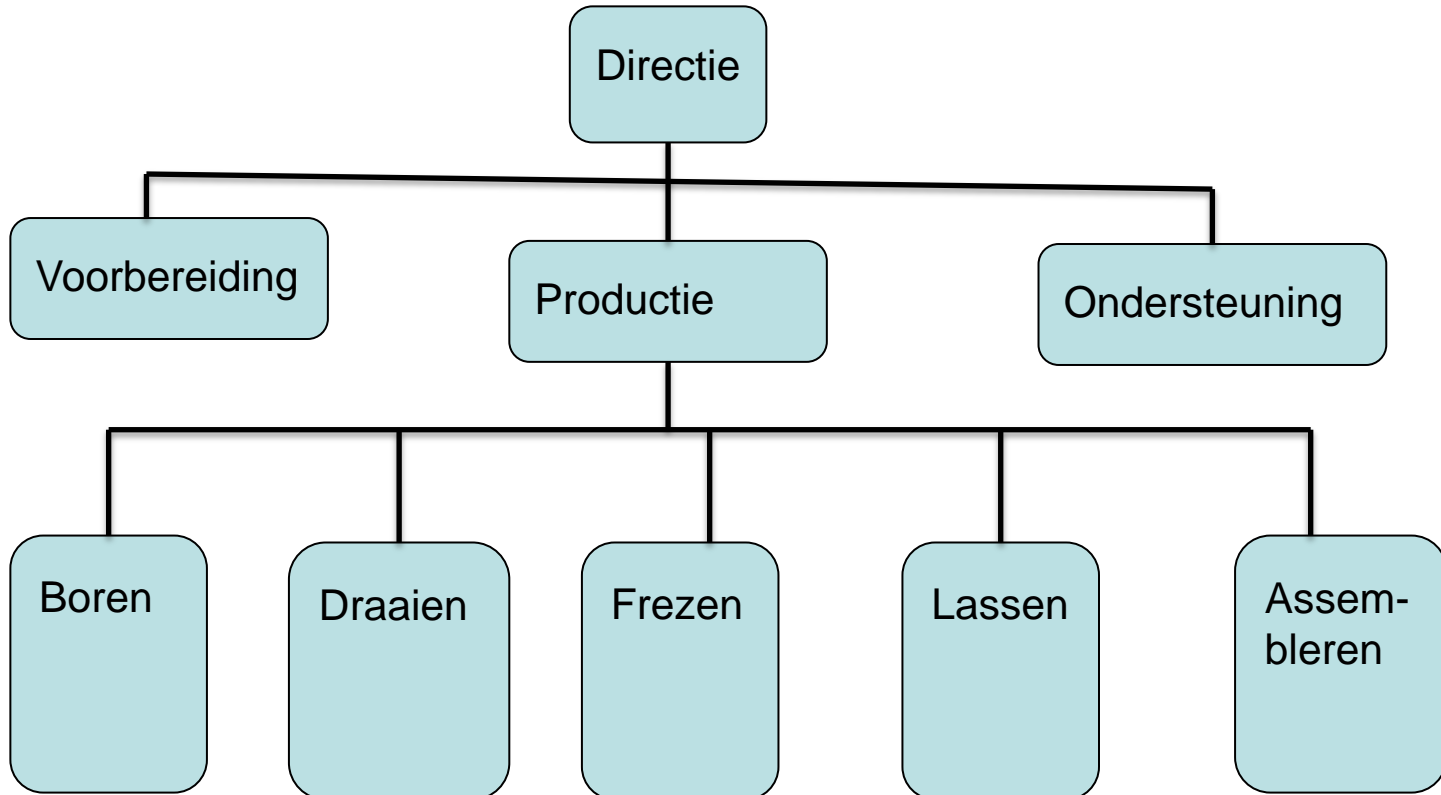 Directie
Voorbereiding
Productie
Ondersteuning
Boren
Draaien
Frezen
Lassen
Assem-
bleren